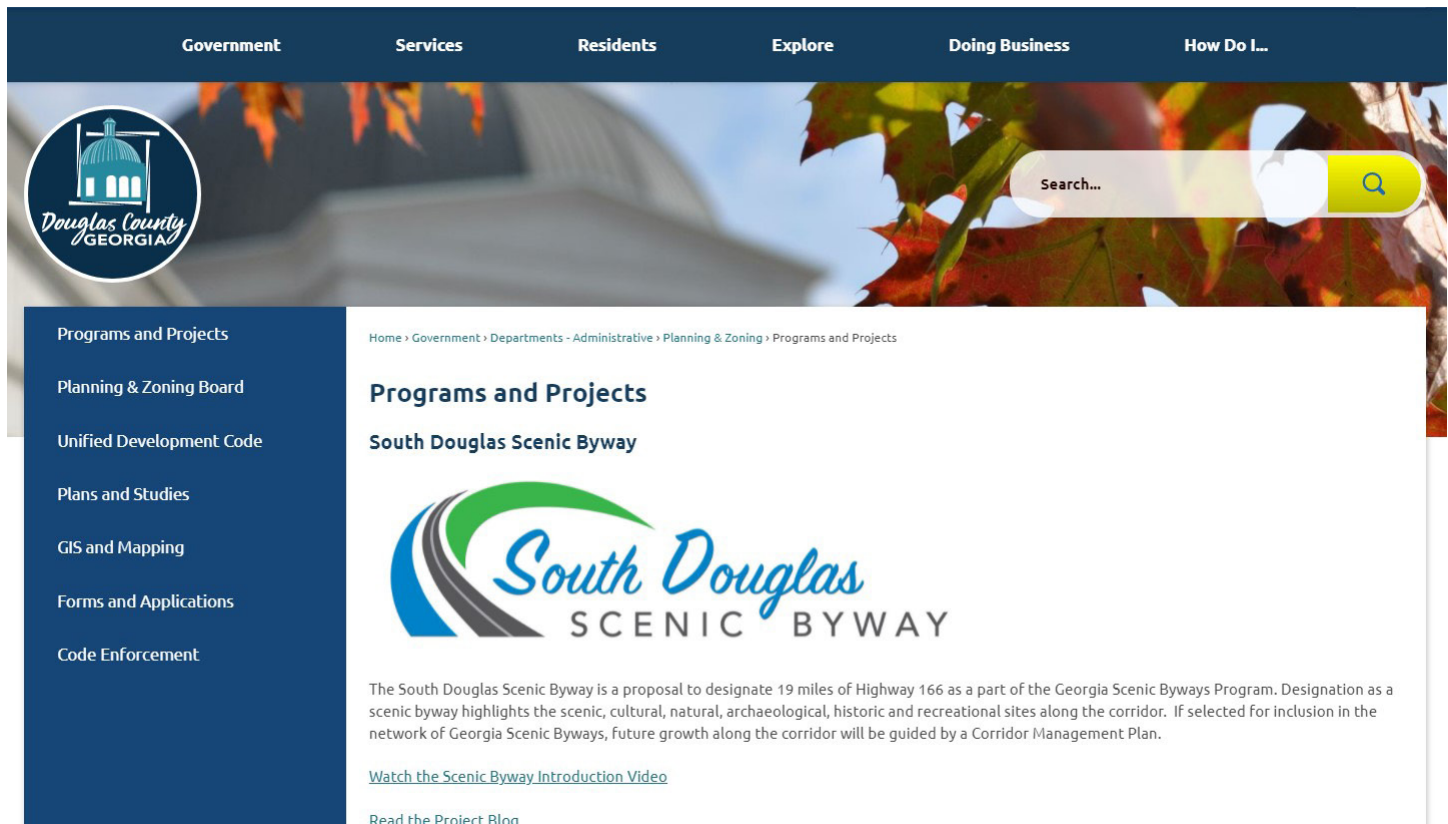 Government Services Residents Explore Doing Business How Do I...
Douglas County
GEORGIA
Search...
Programs and Projects
Planning & Zoning Board
Unified Development Code
Plans and Studies
GIS and Mapping
Forms and Applications
Code Enforcement
Home › Government › Departments - Administrative › Planning & Zoning › Programs and Projects
Programs and Projects
South Douglas Scenic Byway
South Douglas
SCENIC BYWAY
The South Douglas Scenic Byway is a proposal to designate 19 miles of Highway 166 as a part of the Georgia Scenic Byways Program. Designation as a
scenic byway highlights the scenic, cultural, natural, archaeological, historic and recreational sites along the corridor. If selected for inclusion in the
network of Georgia Scenic Byways, future growth along the corridor will be guided by a Corridor Management Plan.
Watch the Scenic Byway Introduction Video
Read the Project Blog